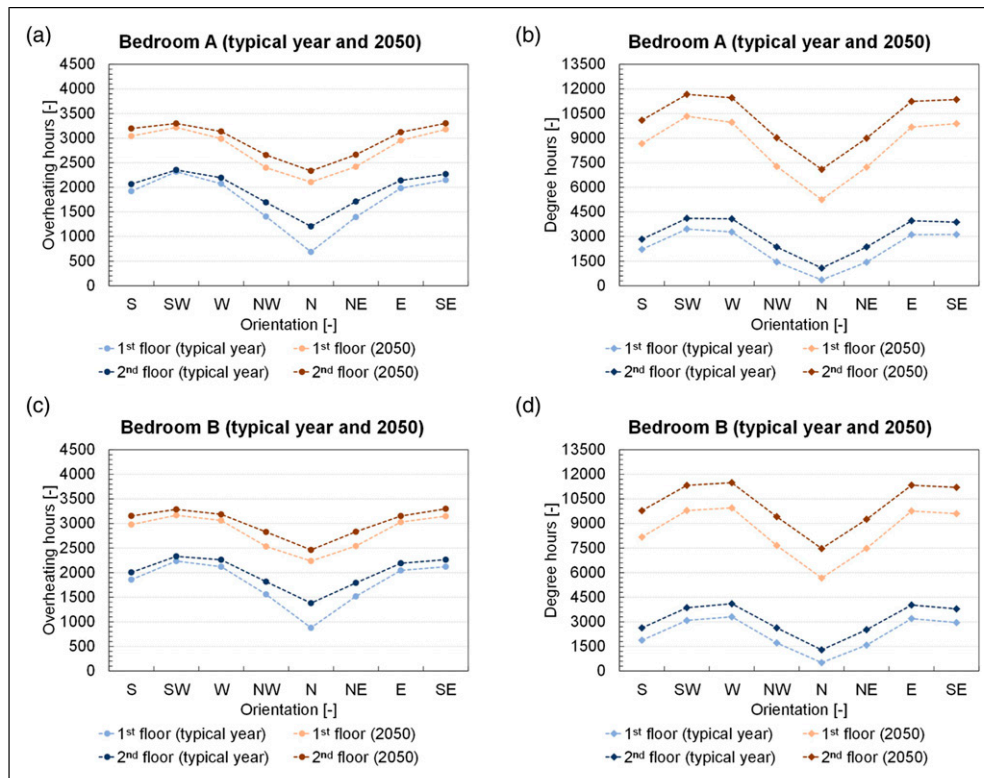 (a)
Bedroom A (typical year and 2050)
Overheating hours [-]
4500
4000
3500
3000
2500
2000
1500
1000
500
0
S SW W NW N NE E SE
Orientation [-]
1st floor (typical year) 1st floor (2050)
2nd floor (typical year) 2nd floor (2050)
(b)
Bedroom A (typical year and 2050)
Degree hours [-]
13500
12000
10500
9000
7500
6000
4500
3000
1500
0
S SW W NW N NE E SE
Orientation [-]
1st floor (typical year) 1st floor (2050)
2nd floor (typical year) 2nd floor (2050)
(c)
Bedroom B (typical year and 2050)
Overheating hours [-]
4500
4000
3500
3000
2500
2000
1500
1000
500
0
S SW W NW N NE E SE
Orientation [-]
1st floor (typical year) 1st floor (2050)
2nd floor (typical year) 2nd floor (2050)
(d)
Bedroom B (typical year and 2050)
Degree hours [-]
13500
12000
10500
9000
7500
6000
4500
3000
1500
0
S SW W NW N NE E SE
Orientation [-]
1st floor (typical year) 1st floor (2050)
2nd floor (typical year) 2nd floor (2050)